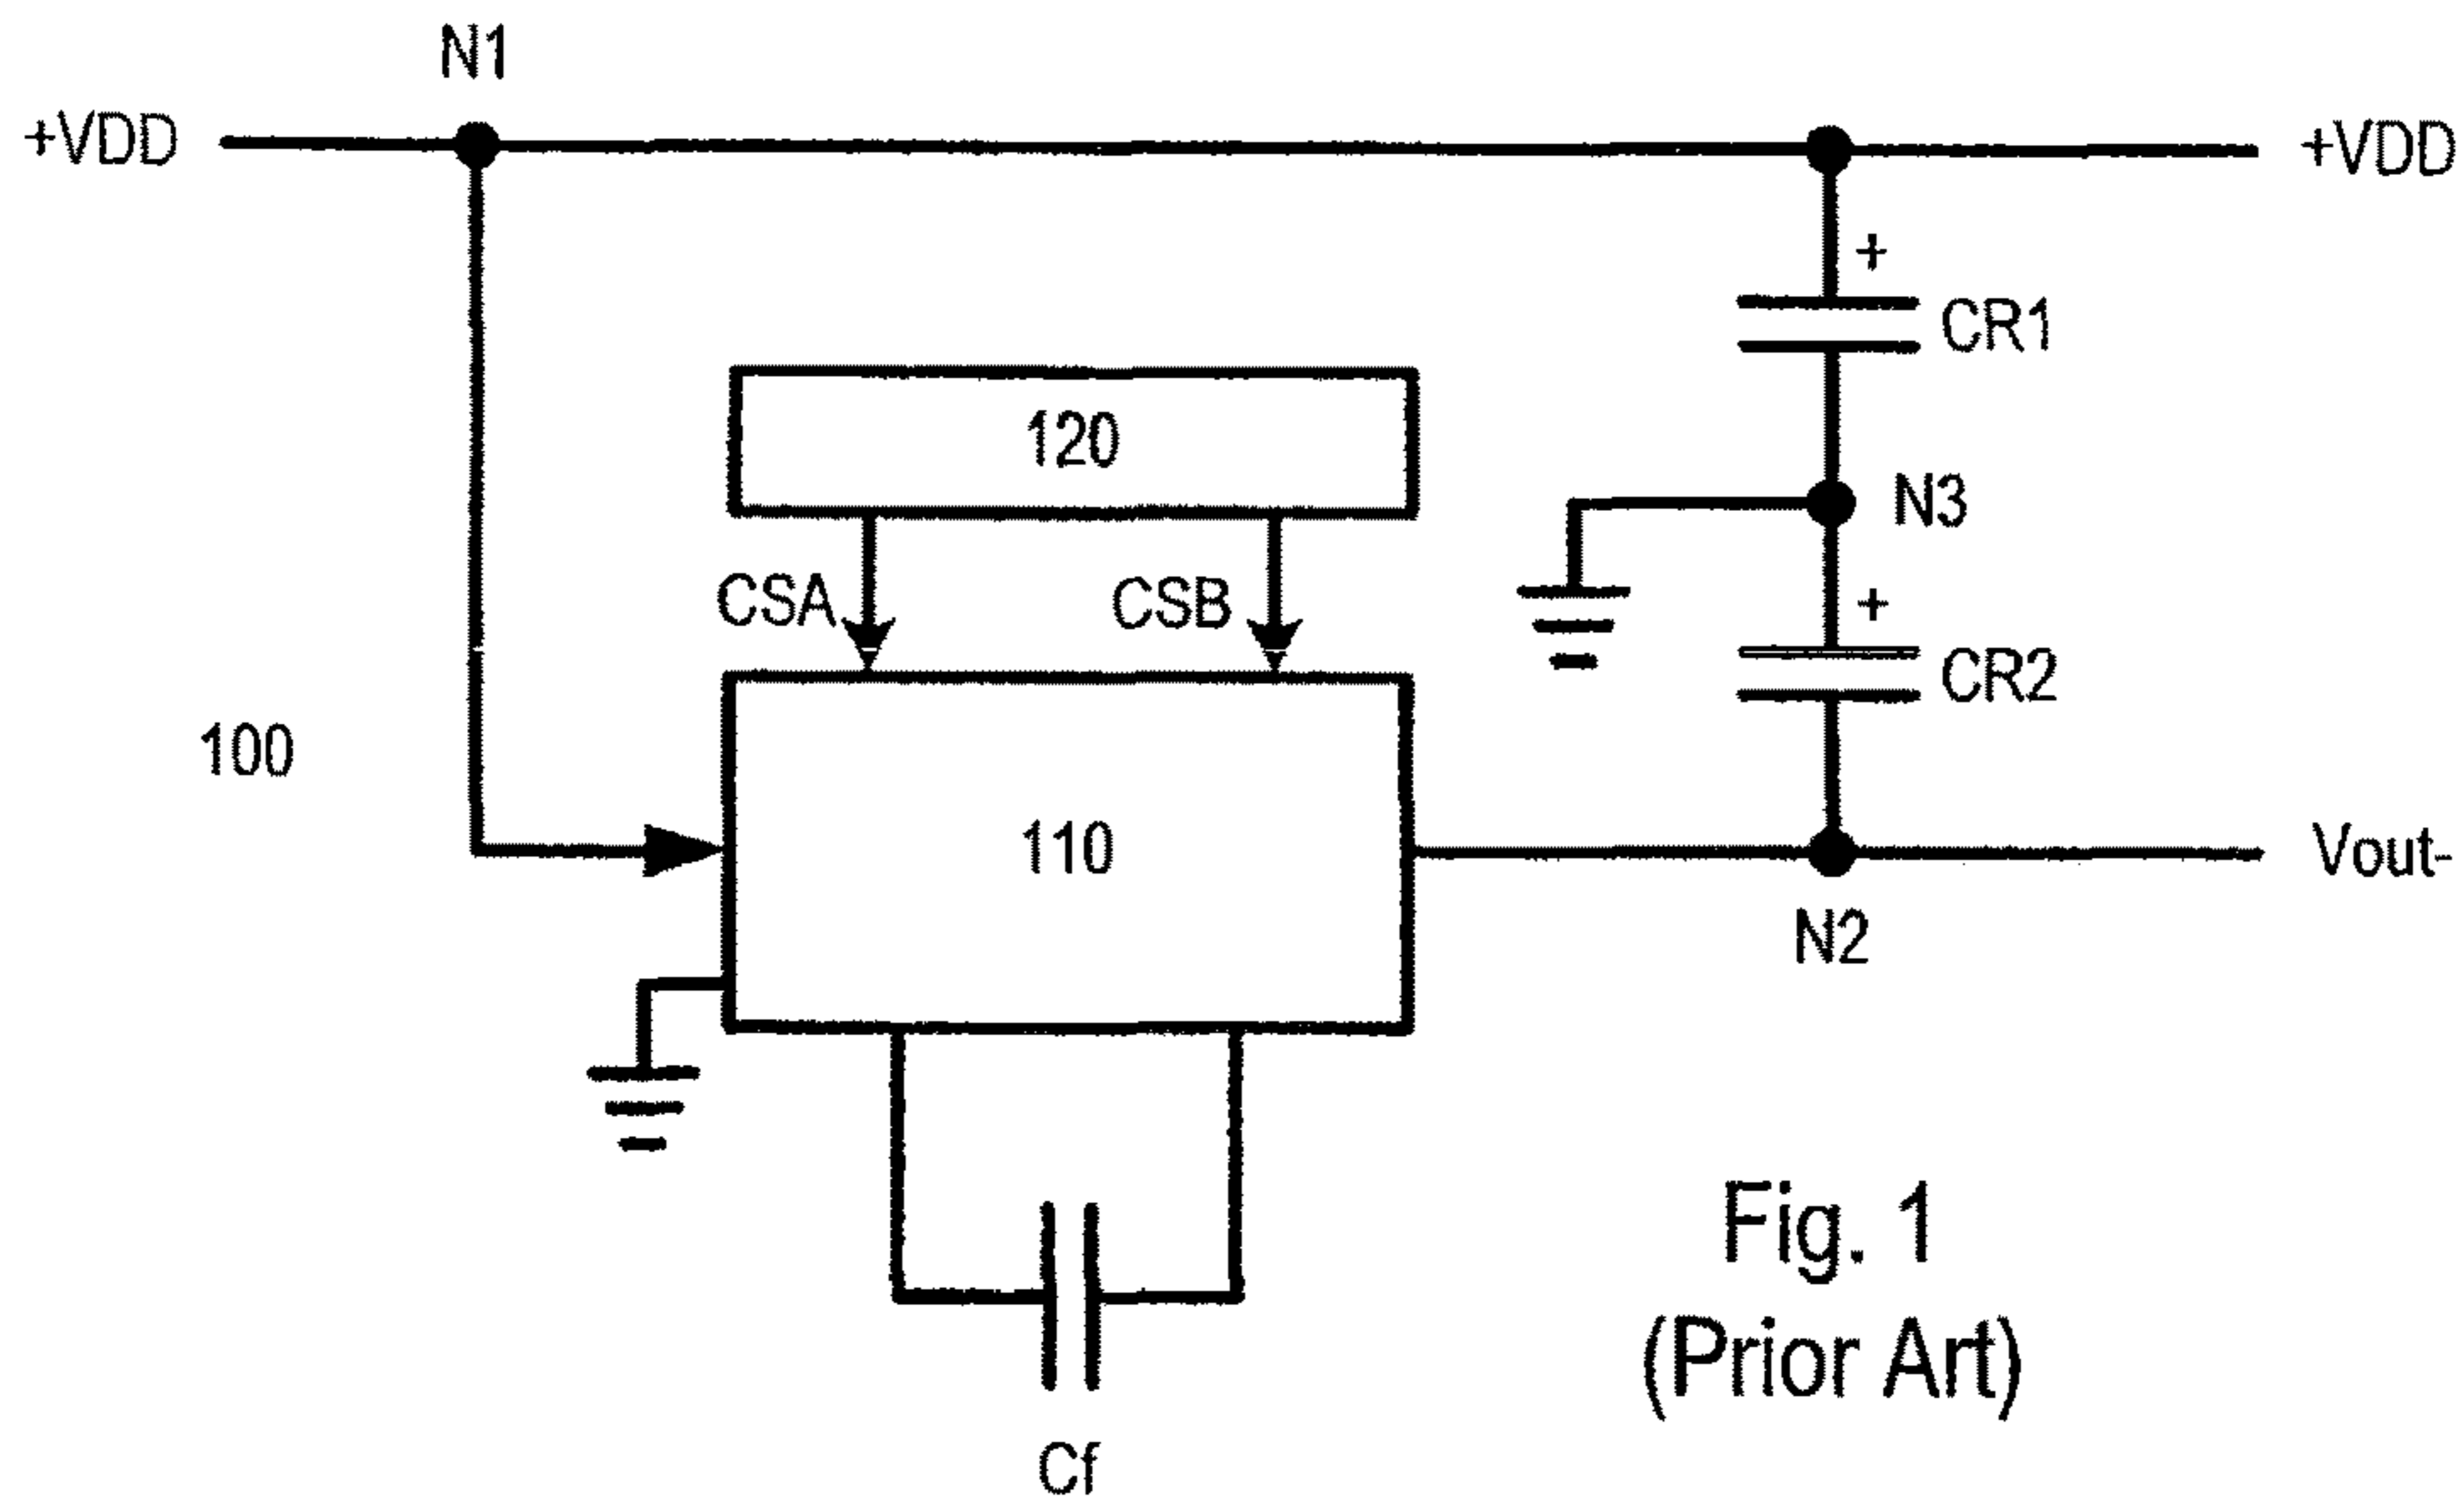 N1
+VDD
+VDD
+
CR1
120
N3
CSA
CSB
+
CR2
100
110
Vout-
N2
Fig. 1
(Prior Art)
Cf